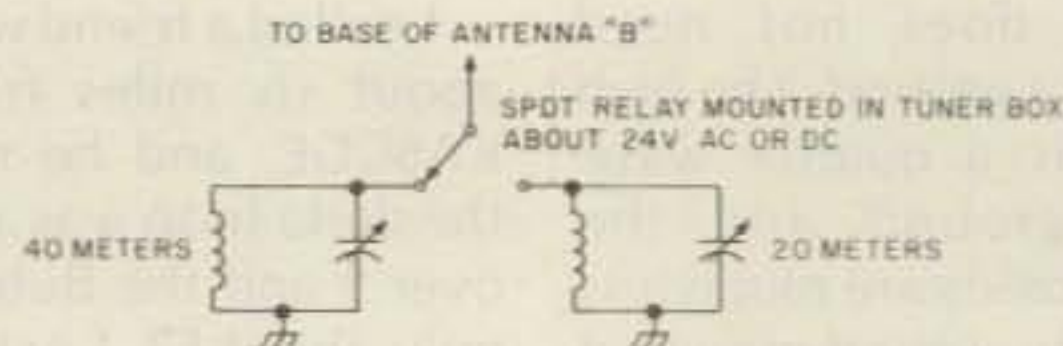 TO BASE OF ANTENNA "B"
SPDT RELAY MOUNTED IN TUNER BOX
ABOUT 24V AC OR DC
40 METERS
20 METERS